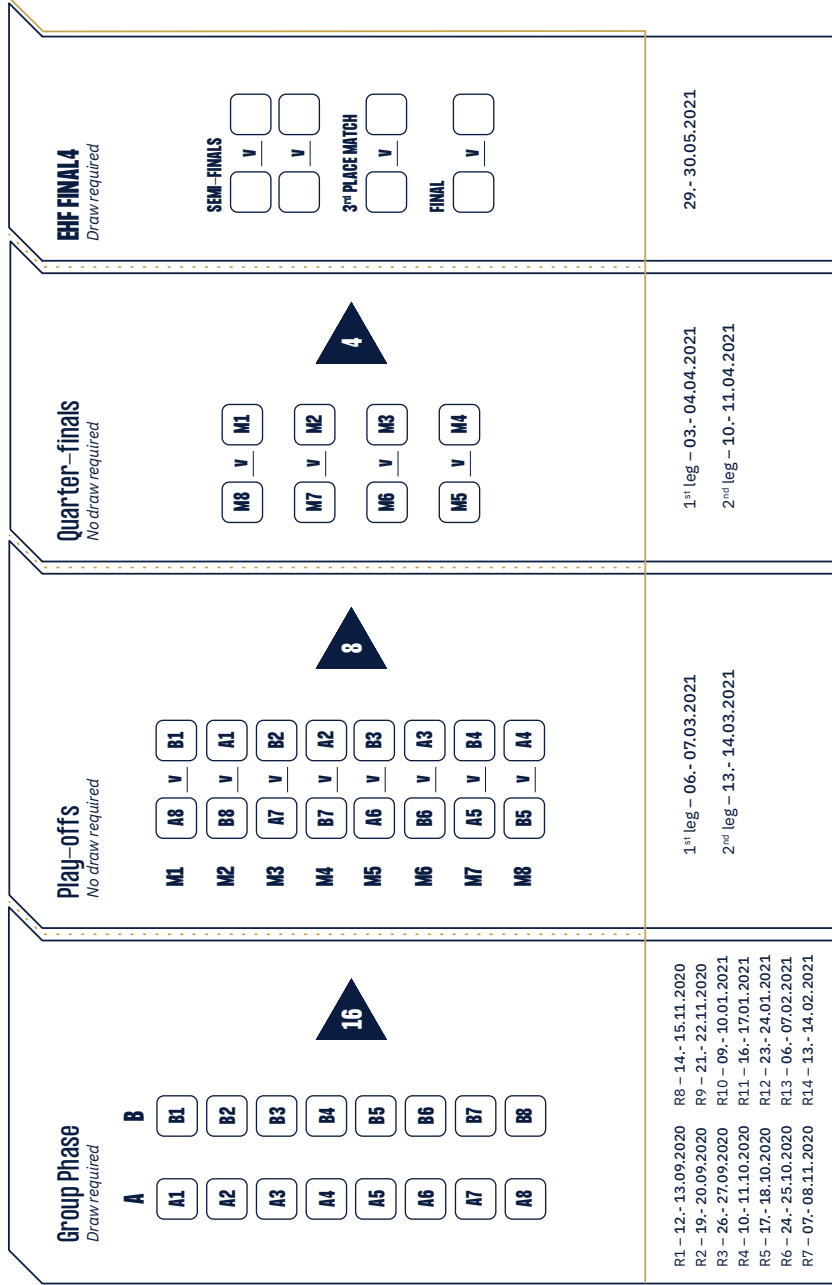 Group Phase
Draw required
A B
A1 B1
A2 B2
A3 B3
A4 B4
A5 B5
A6 B6
A7 B7
A8 B8
16
R1 – 12.- 13.09.2020 R8 – 14.- 15.11.2020
R2 – 19.- 20.09.2020 R9 – 21.- 22.11.2020
R3 – 26.- 27.09.2020 R10 – 09.- 10.01.2021
R4 – 10.- 11.10.2020 R11 – 16.- 17.01.2021
R5 – 17.- 18.10.2020 R12 – 23.- 24.01.2021
R6 – 24.- 25.10.2020 R13 – 06.- 07.02.2021
R7 – 07.- 08.11.2020 R14 – 13.- 14.02.2021
Play-offs
No draw required
M1 A8 V B1
M2 B8 V A1
M3 A7 V B2
M4 B7 V A2
M5 A6 V B3
M6 B6 V A3
M7 A5 V B4
M8 B5 V A4
8
1st leg – 06.- 07.03.2021
2nd leg – 13.- 14.03.2021
Quarter-finals
No draw required
M8 V M1
M7 V M2
M6 V M3
M5 V M4
4
1st leg – 03.- 04.04.2021
2nd leg – 10.- 11.04.2021
EHF FINAL4
Draw required
SEMI-FINALS
V
V
3rd PLACE MATCH
V
FINAL
V
29.- 30.05.2021